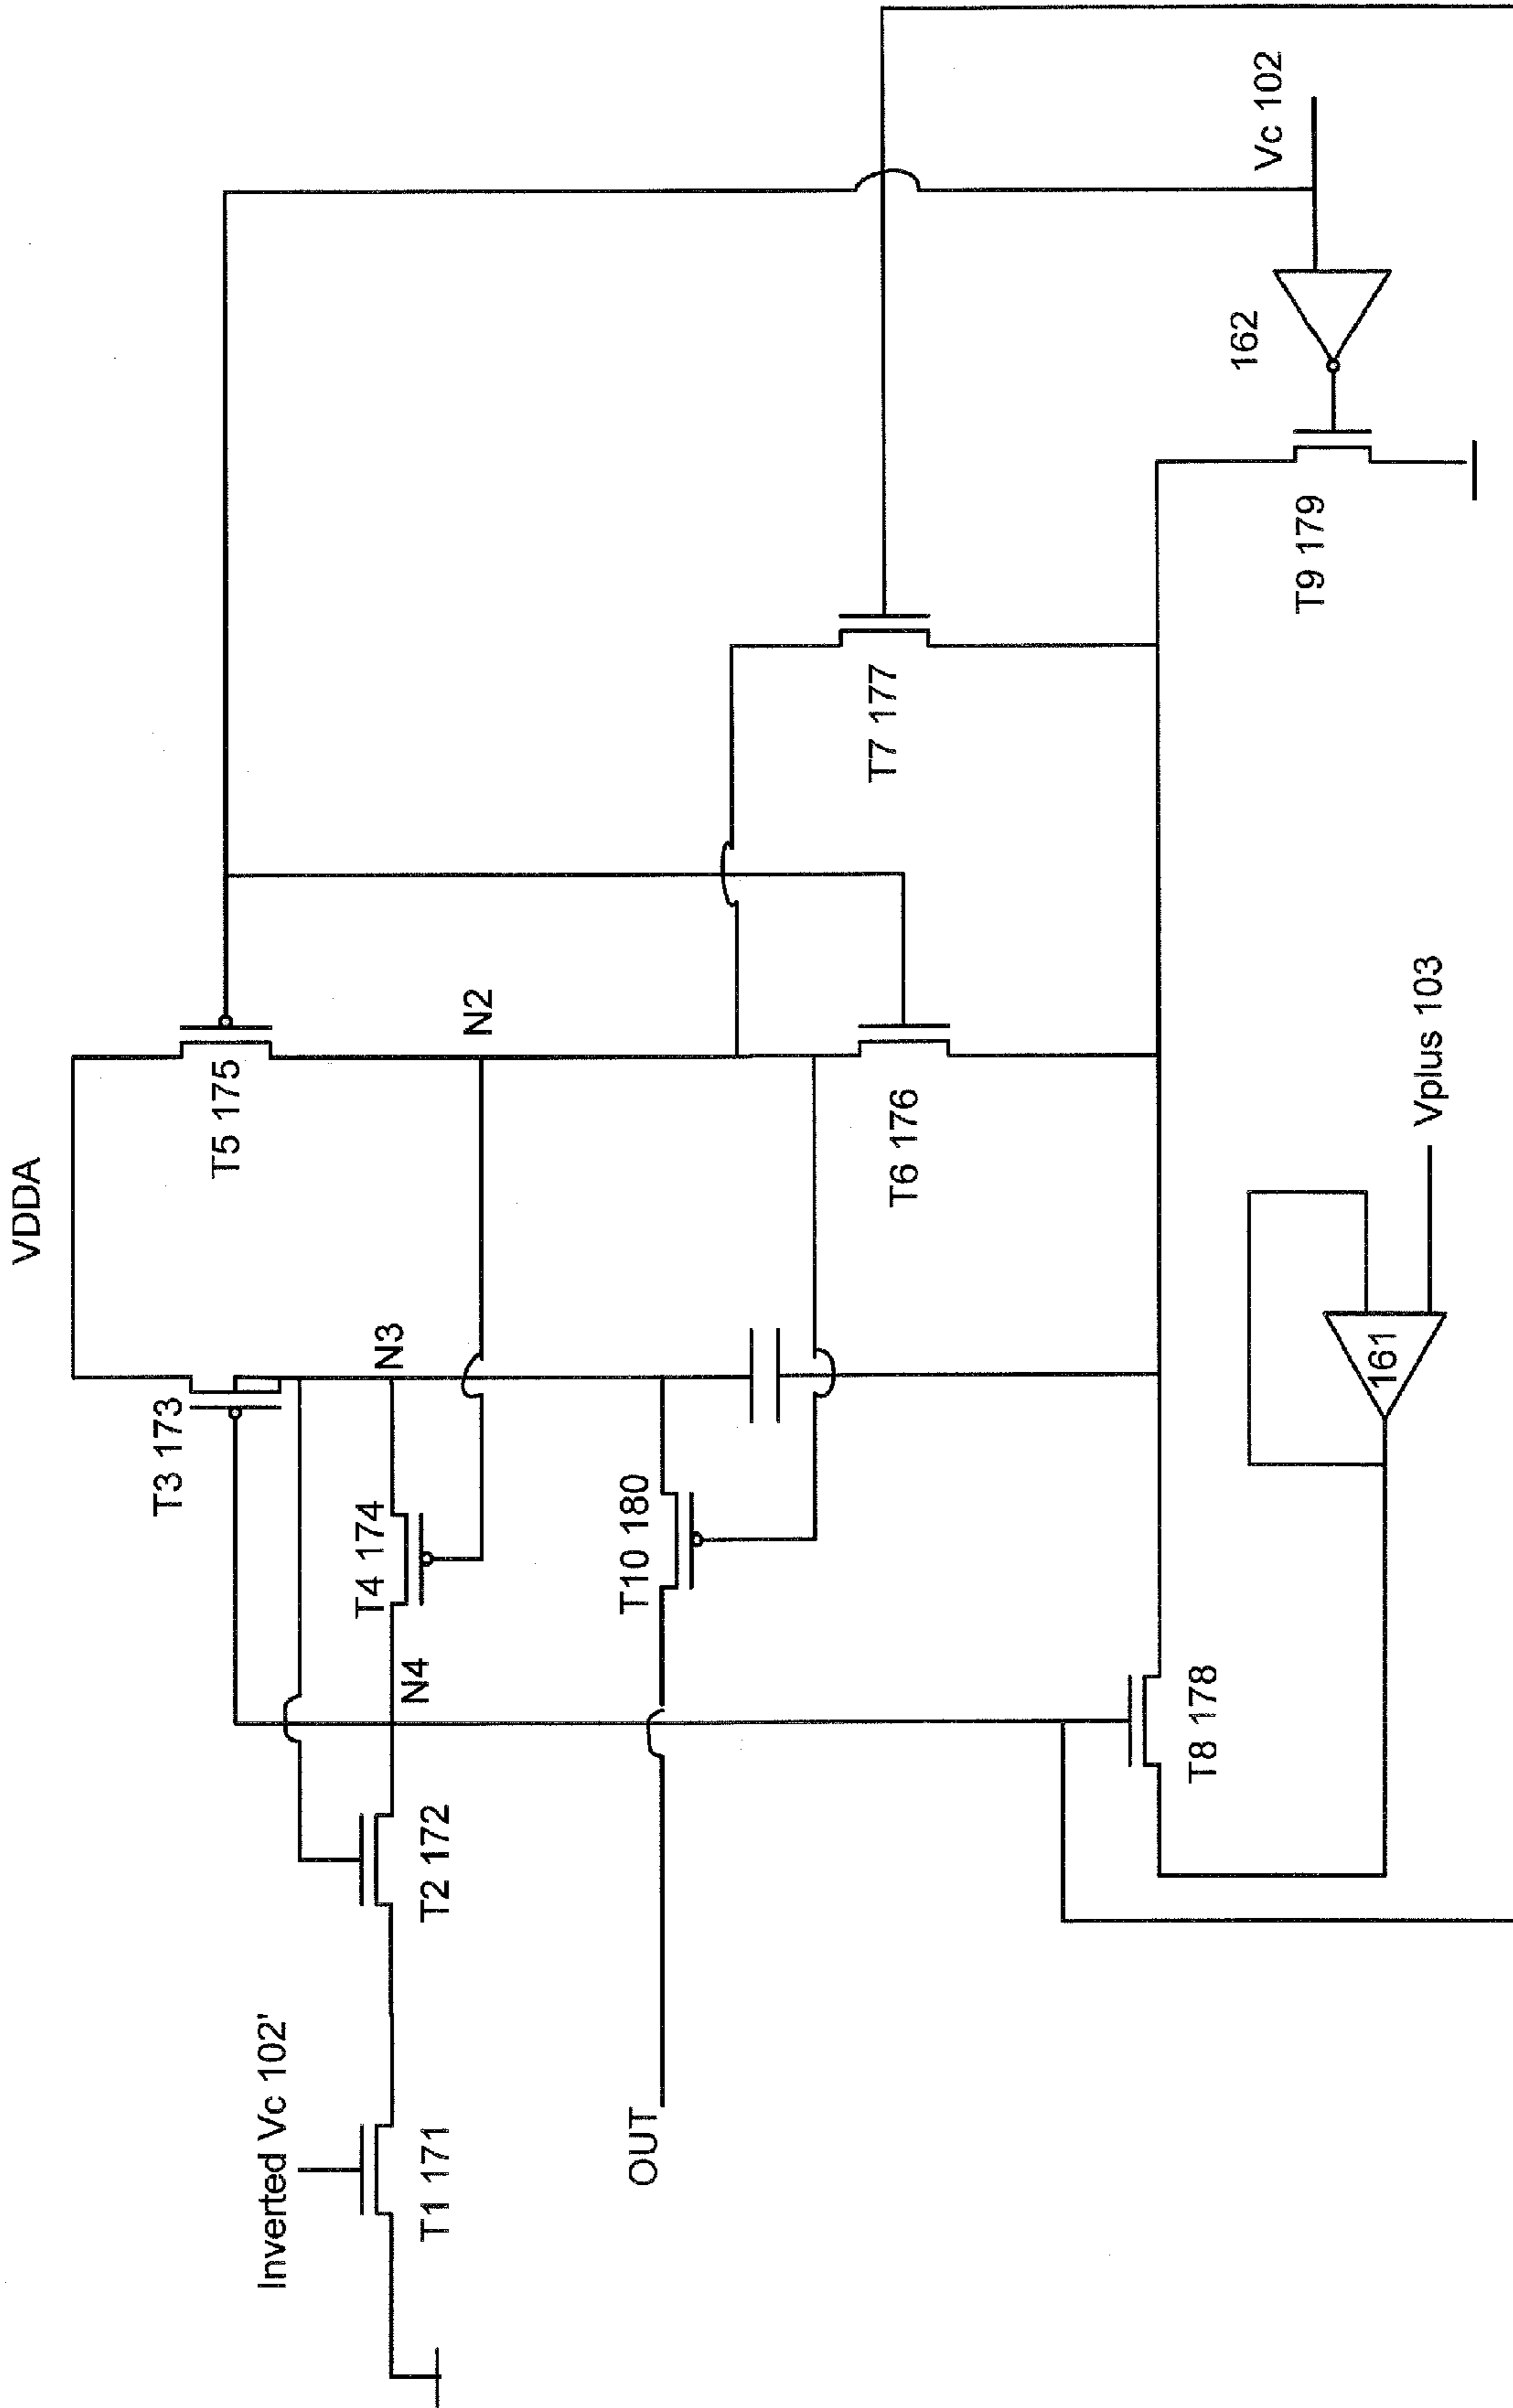 VDDA
Inverted Vc 102'
T1 171
T2 172
N4
T4 174
T3 173
N3
T5 175
N2
OUT
T10 180
T6 176
T7 177
T8 178
161
Vplus 103
T9 179
162
Vc 102